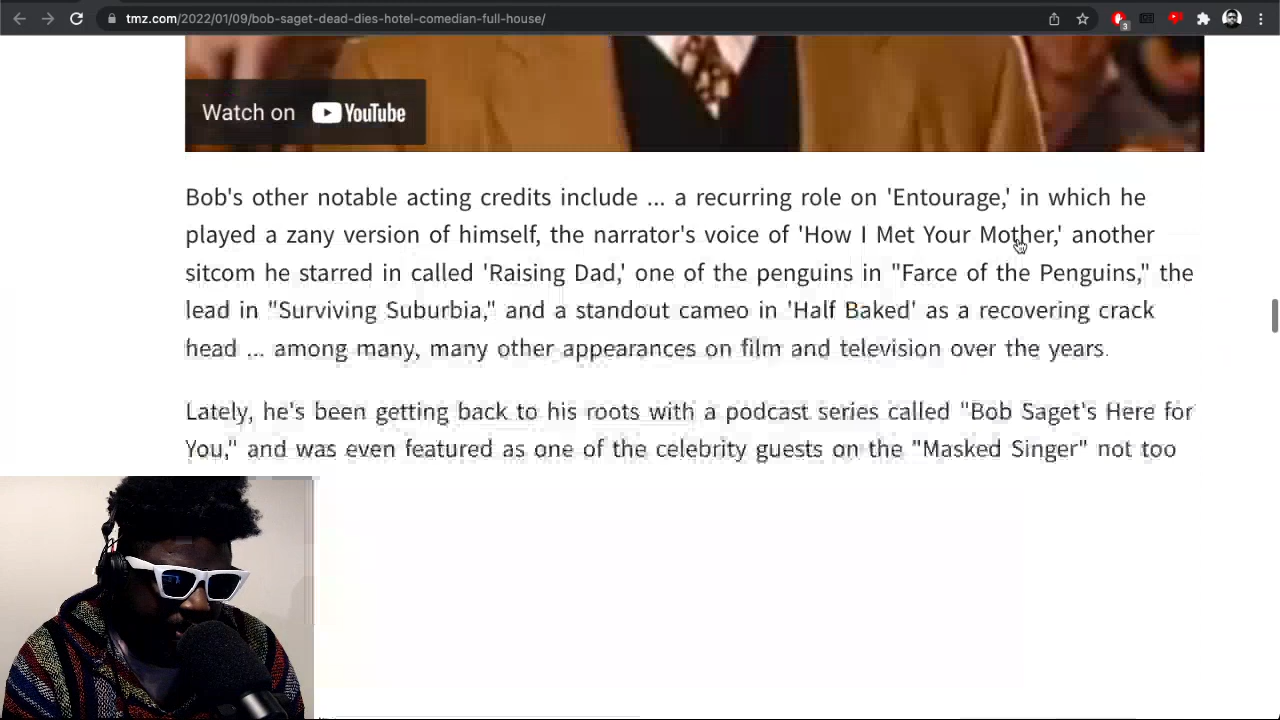 tmz.com/2022/01/09/bob-saget-dead-dies-hotel-comedian-full-house/
3
Watch on YouTube
Bob's other notable acting credits include ... a recurring role on 'Entourage,' in which he
played a zany version of himself, the narrator's voice of 'How I Met Your Mother,' another
sitcom he starred in called 'Raising Dad,' one of the penguins in "Farce of the Penguins," the
lead in "Surviving Suburbia," and a standout cameo in 'Half Baked' as a recovering crack
head ... among many, many other appearances on film and television over the years.
Lately, he's been getting back to his roots with a podcast series called "Bob Saget's Here for
You," and was even featured as one of the celebrity guests on the "Masked Singer" not too